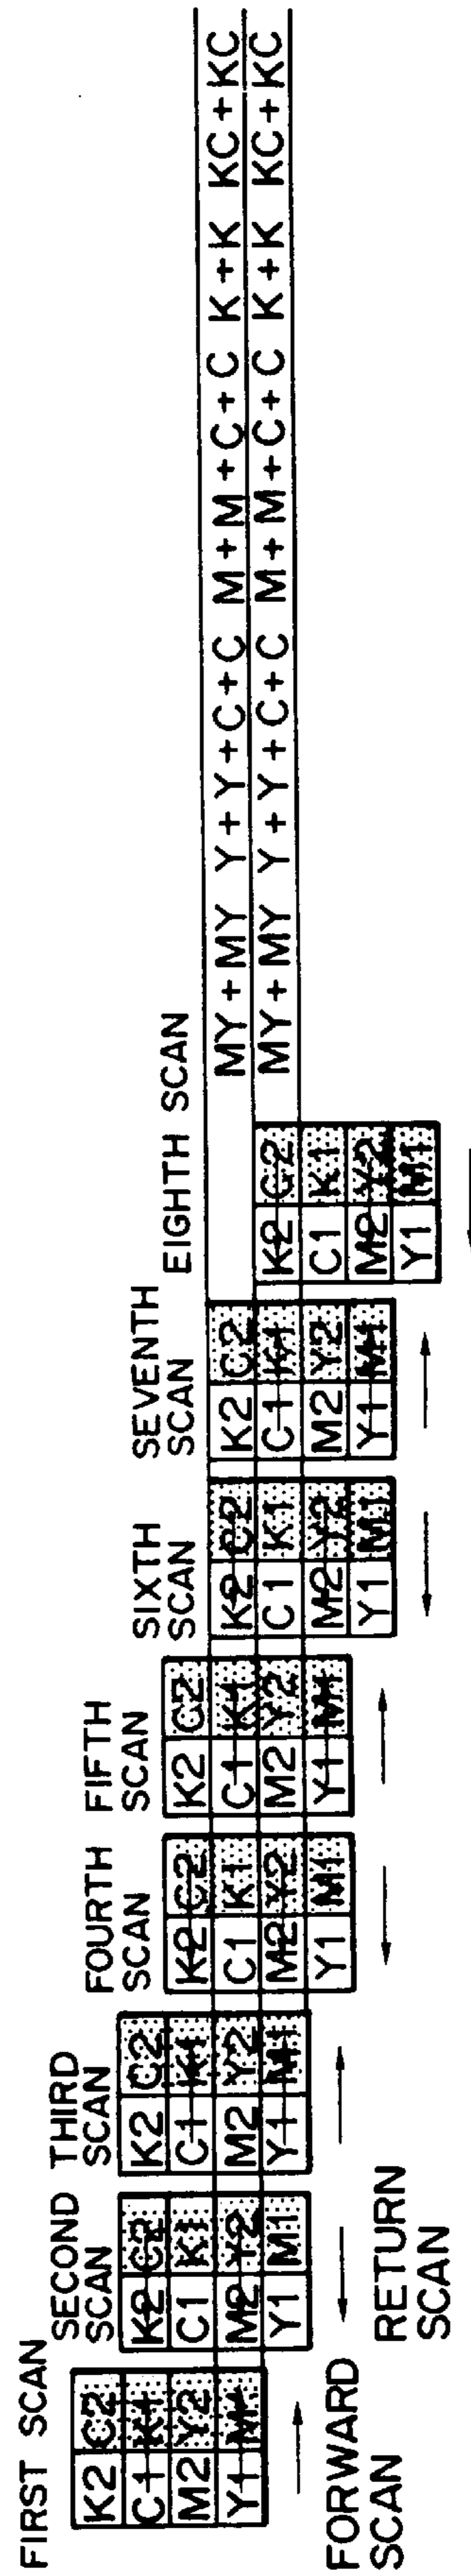 FIRST SCAN
K2 C2
C1 K1
M2 Y2
Y1 M1
FORWARD
SCAN
SECOND
SCAN
K2 C2
C1 K1
M2 Y2
Y1 M1
RETURN
SCAN
THIRD
SCAN
K2 C2
C1 K1
M2 Y2
Y1 M1
FOURTH
SCAN
K2 C2
C1 K1
M2 Y2
Y1 M1
FIFTH
SCAN
K2 C2
C1 K1
M2 Y2
Y1 M1
SIXTH
SCAN
K2 C2
C1 K1
M2 Y2
Y1 M1
SEVENTH
SCAN
K2 C2
C1 K1
M2 Y2
Y1 M1
EIGHTH SCAN
K2 C2
C1 K1
M2 Y2
Y1 M1
MY+MY Y+Y+C+C M+M+C+C K+K KC+KC
MY+MY Y+Y+C+C M+M+C+C K+K KC+KC